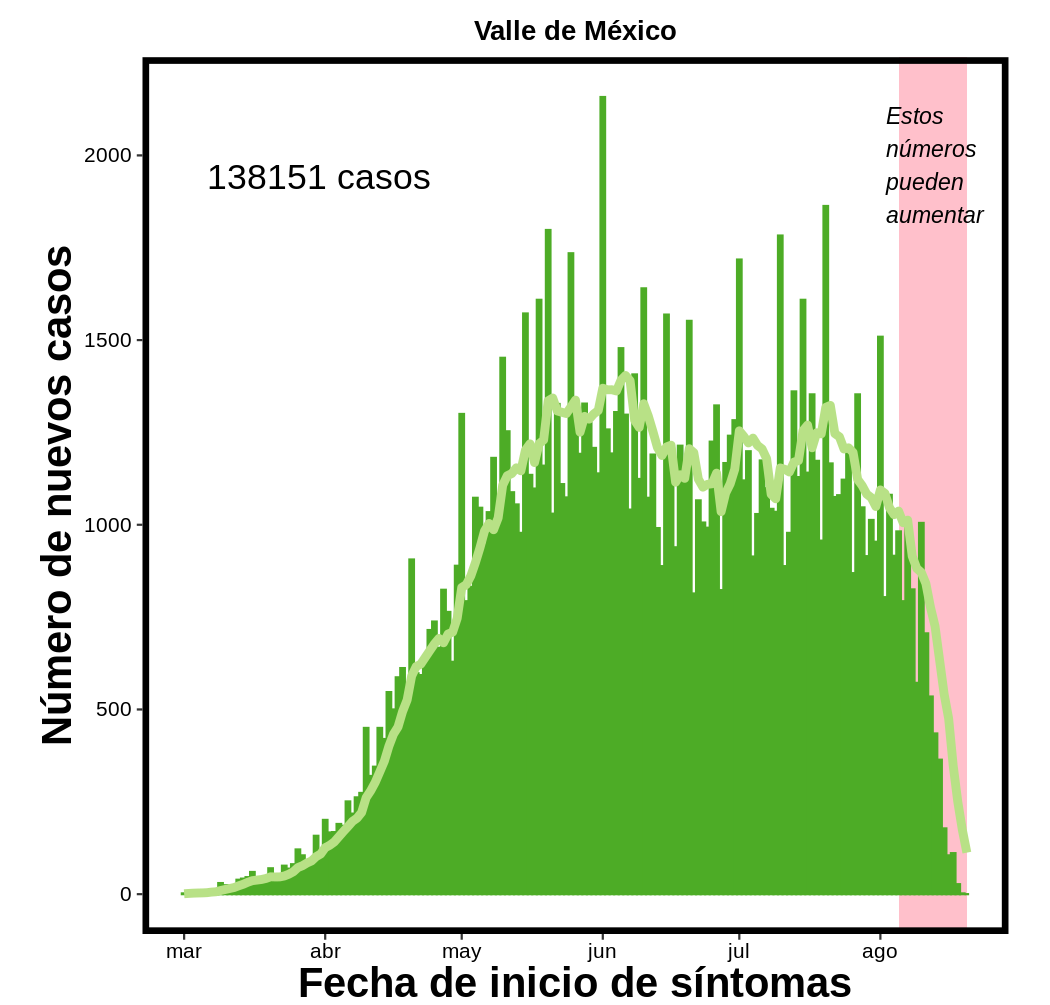 Valle de México
Estos
números
pueden
aumentar
138151 casos
Número de nuevos casos
2000
1500
1000
500
0
mar abr may jun jul ago
Fecha de inicio de síntomas